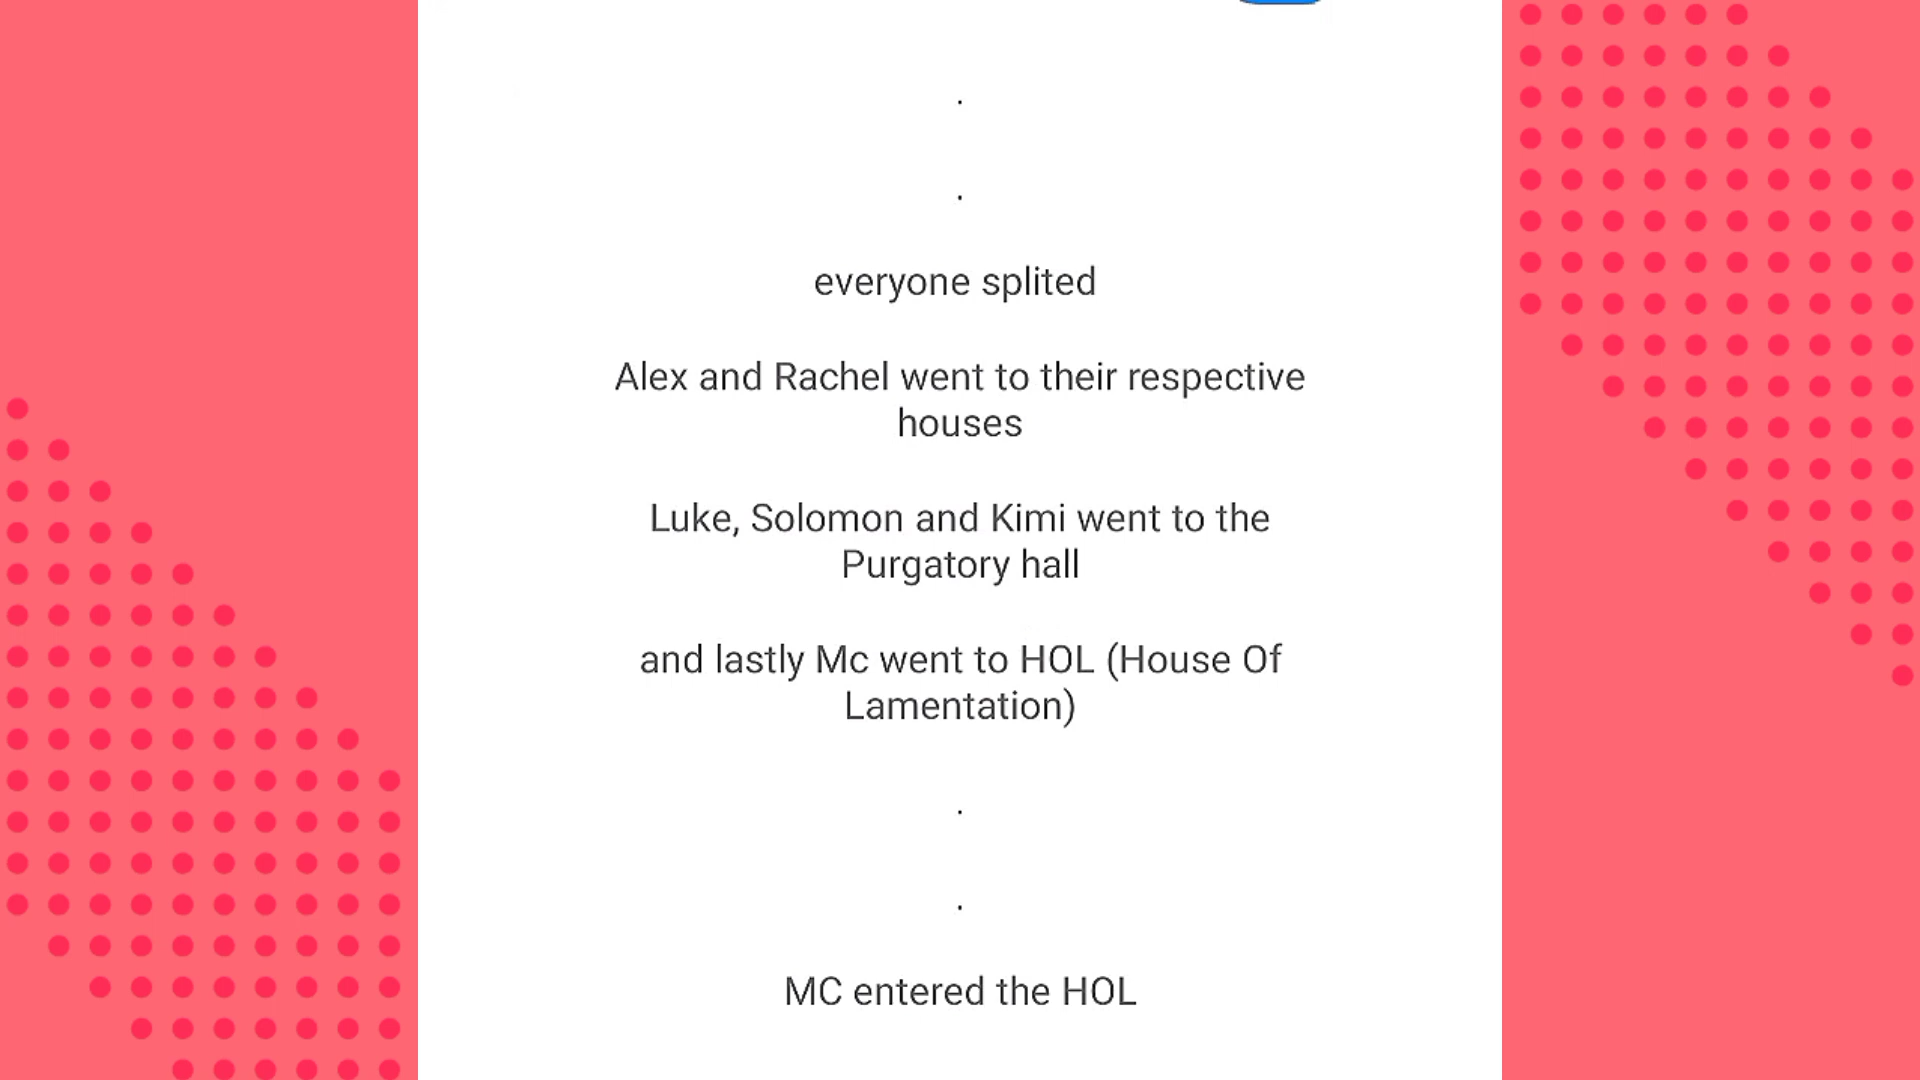 .
.
everyone splited
Alex and Rachel went to their respective
houses
Luke, Solomon and Kimi went to the
Purgatory hall
and lastly Mc went to HOL (House Of
Lamentation)
.
.
MC entered the HOL